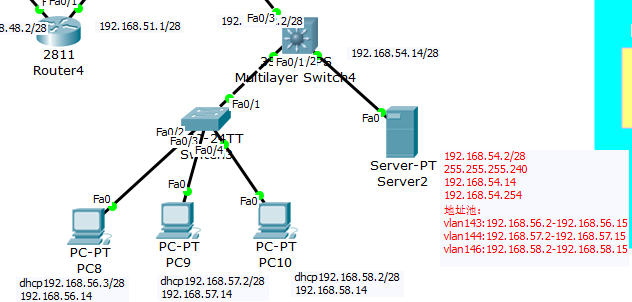 Fa0/1
8.48.2/28
192.168.51.1/28
2811
Router4
Fa0/3
192.
.2/28
Fa0/1
Multilayer Switch4
192.168.54.14/28
Fa0/1
Fa0/2
Fa0/3
Fa0/4
-24TT
Fa0
Server-PT
Server2
Fa0
Fa0
Fa0
PC-PT
PC8
PC-PT
PC9
PC-PT
PC10
dhcp192.168.56.3/28
192.168.56.14
dhcp192.168.57.2/28
192.168.57.14
dhcp192.168.58.2/28
192.168.58.14
192.168.54.2/28
255.255.255.240
192.168.54.14
192.168.54.254
地址池：
vlan143:192.168.56.2-192.168.56.15
vlan144:192.168.57.2-192.168.57.15
vlan146:192.168.58.2-192.168.58.15